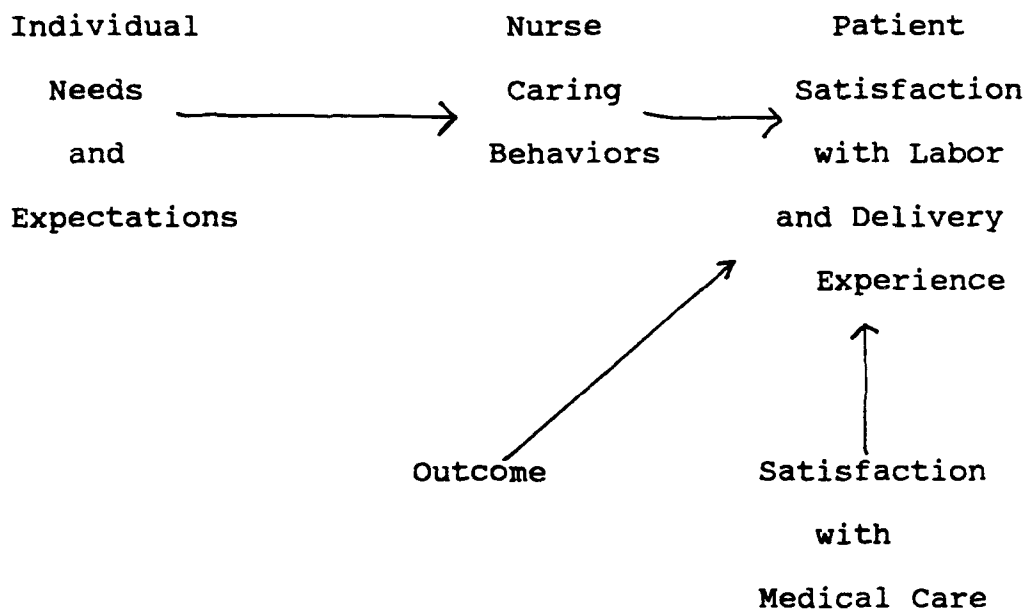 Individual
Needs
and
Expectations
Nurse
Caring
Behaviors
Patient
Satisfaction
with Labor
and Delivery
Experience
Outcome
Satisfaction
with
Medical Care